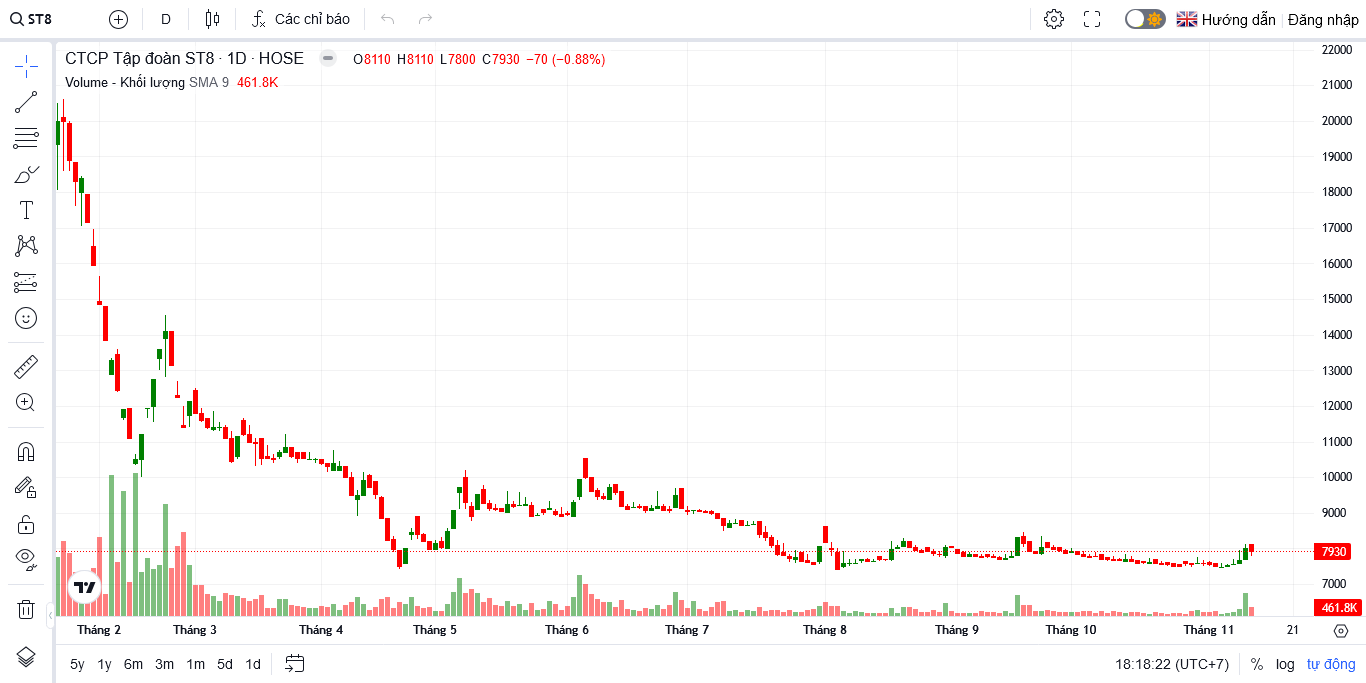 ST8 D Các chỉ báo Hướng dẫn Đăng nhập
CTCP Tập đoàn ST8 · 1D · HOSE O8110 H8110 L7800 C7930 −70 (−0.88%)
Volume - Khối lượng SMA 9 461.8K
22000
21000
20000
19000
18000
17000
16000
15000
14000
13000
12000
11000
10000
9000
7930
7000
461.8K
Tháng 2 Tháng 3 Tháng 4 Tháng 5 Tháng 6 Tháng 7 Tháng 8 Tháng 9 Tháng 10 Tháng 11 21
5y 1y 6m 3m 1m 5d 1d 18:18:22 (UTC+7) % log tự động